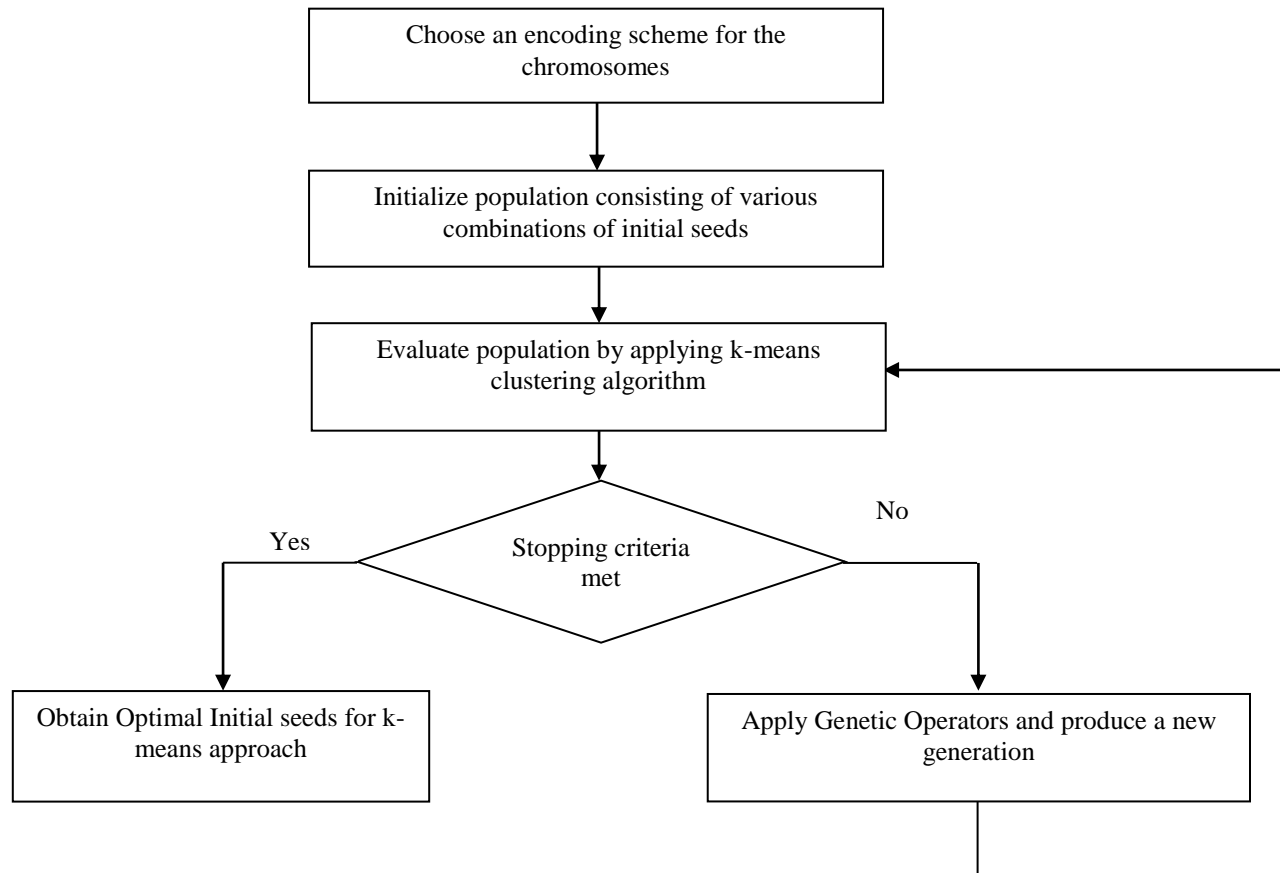 Choose an encoding scheme for the
chromosomes
Initialize population consisting of various
combinations of initial seeds
Evaluate population by applying k-means
clustering algorithm
Stopping criteria
met
Yes
No
Obtain Optimal Initial seeds for k-
means approach
Apply Genetic Operators and produce a new
generation